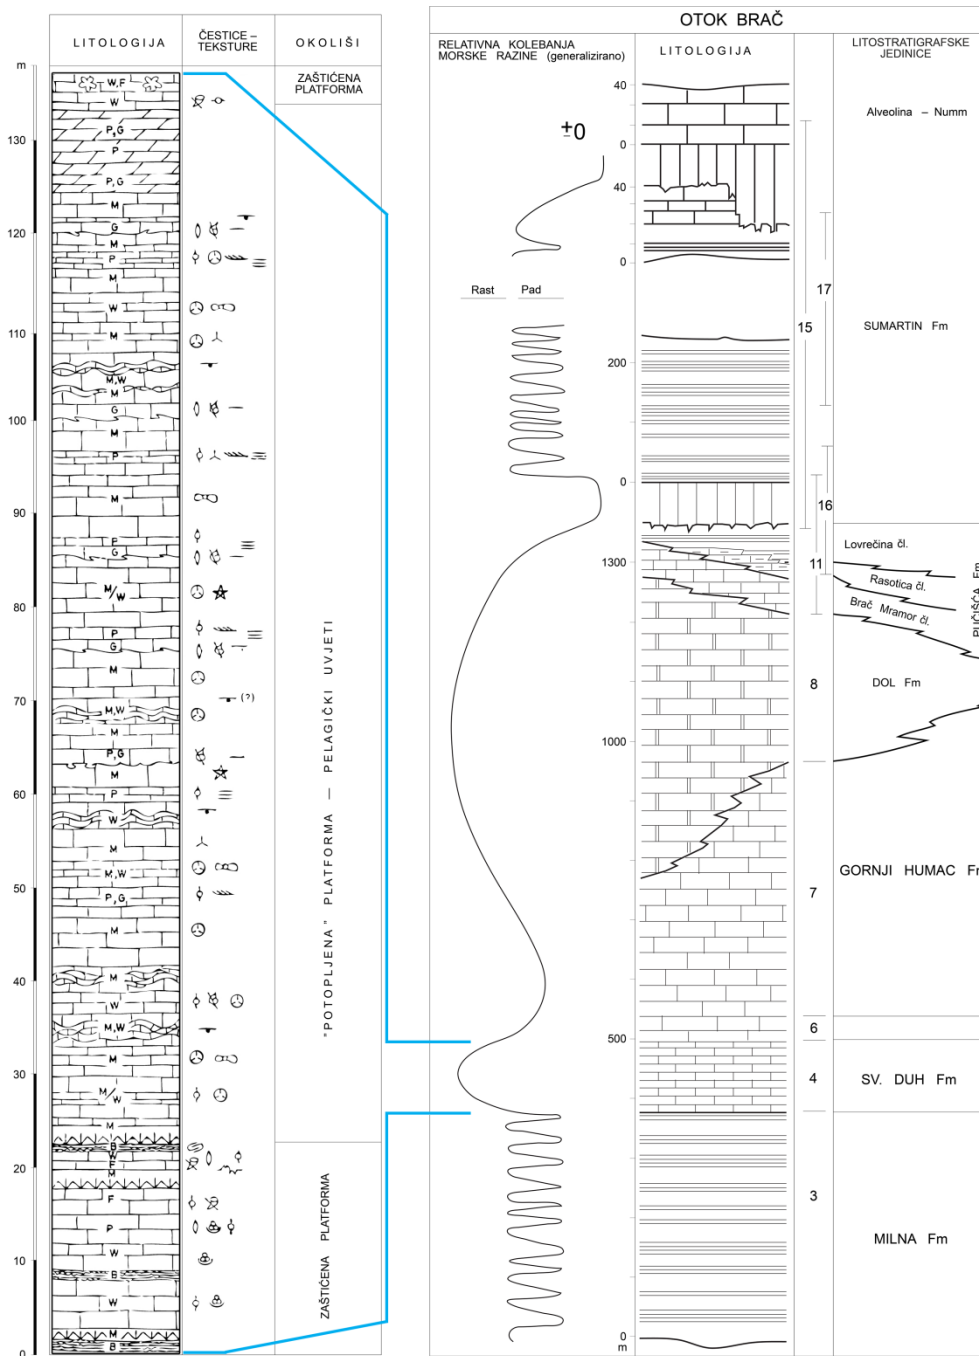 LITOLOGIJA
ČESTICE –
TEKSTURE
OKOLIŠI
m
130
120
110
100
90
80
70
60
50
40
30
20
10
0
W,F
W
P,G
P
P,G
M
G
M
P
M
W
M
M,W
M
G
M
P
M
P
G
M/W
P
G
M
M,W
M
P,G
M
P
W
M
M,W
P,G
M
M
W
M,W
M
M/W
M
B
W
F
M
F
P
W
B
W
M
B
(?)
ZAŠTIĆENA
PLATFORMA
"POTOPLJENA" PLATFORMA — PELAGIČKI UVJETI
ZAŠTIĆENA PLATFORMA
OTOK BRAČ
RELATIVNA KOLEBANJA
MORSKE RAZINE (generalizirano)
LITOLOGIJA
LITOSTRATIGRAFSKE
JEDINICE
±0
Rast Pad
40
0
40
0
200
0
1300
1000
500
0
m
17
15
16
11
8
7
6
4
3
Alveolina – Numm
SUMARTIN Fm
Lovrečina čl.
Rasotica čl.
Brač Mramor čl.
PUČIŠĆA Fm
DOL Fm
GORNJI HUMAC Fm
SV. DUH Fm
MILNA Fm